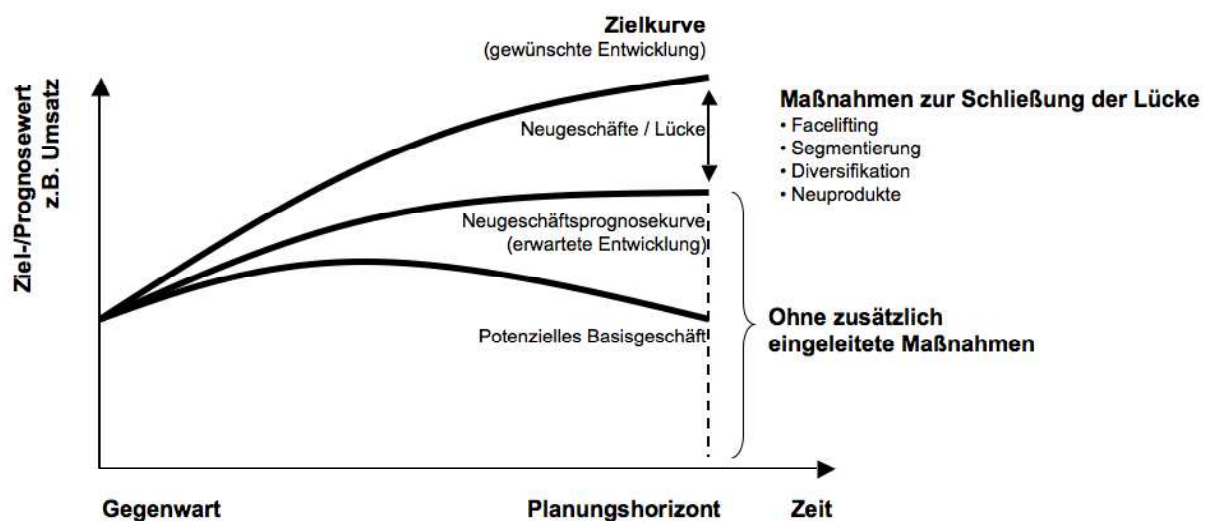 Zielkurve
(gewünschte Entwicklung)
Ziel-/Prognosewert
z.B. Umsatz
Neugeschäfte / Lücke
Maßnahmen zur Schließung der Lücke
• Facelifting
• Segmentierung
• Diversifikation
• Neuprodukte
Neugeschäftsprognosekurve
(erwartete Entwicklung)
Potenzielles Basisgeschäft
Ohne zusätzlich
eingeleitete Maßnahmen
Gegenwart
Planungshorizont
Zeit